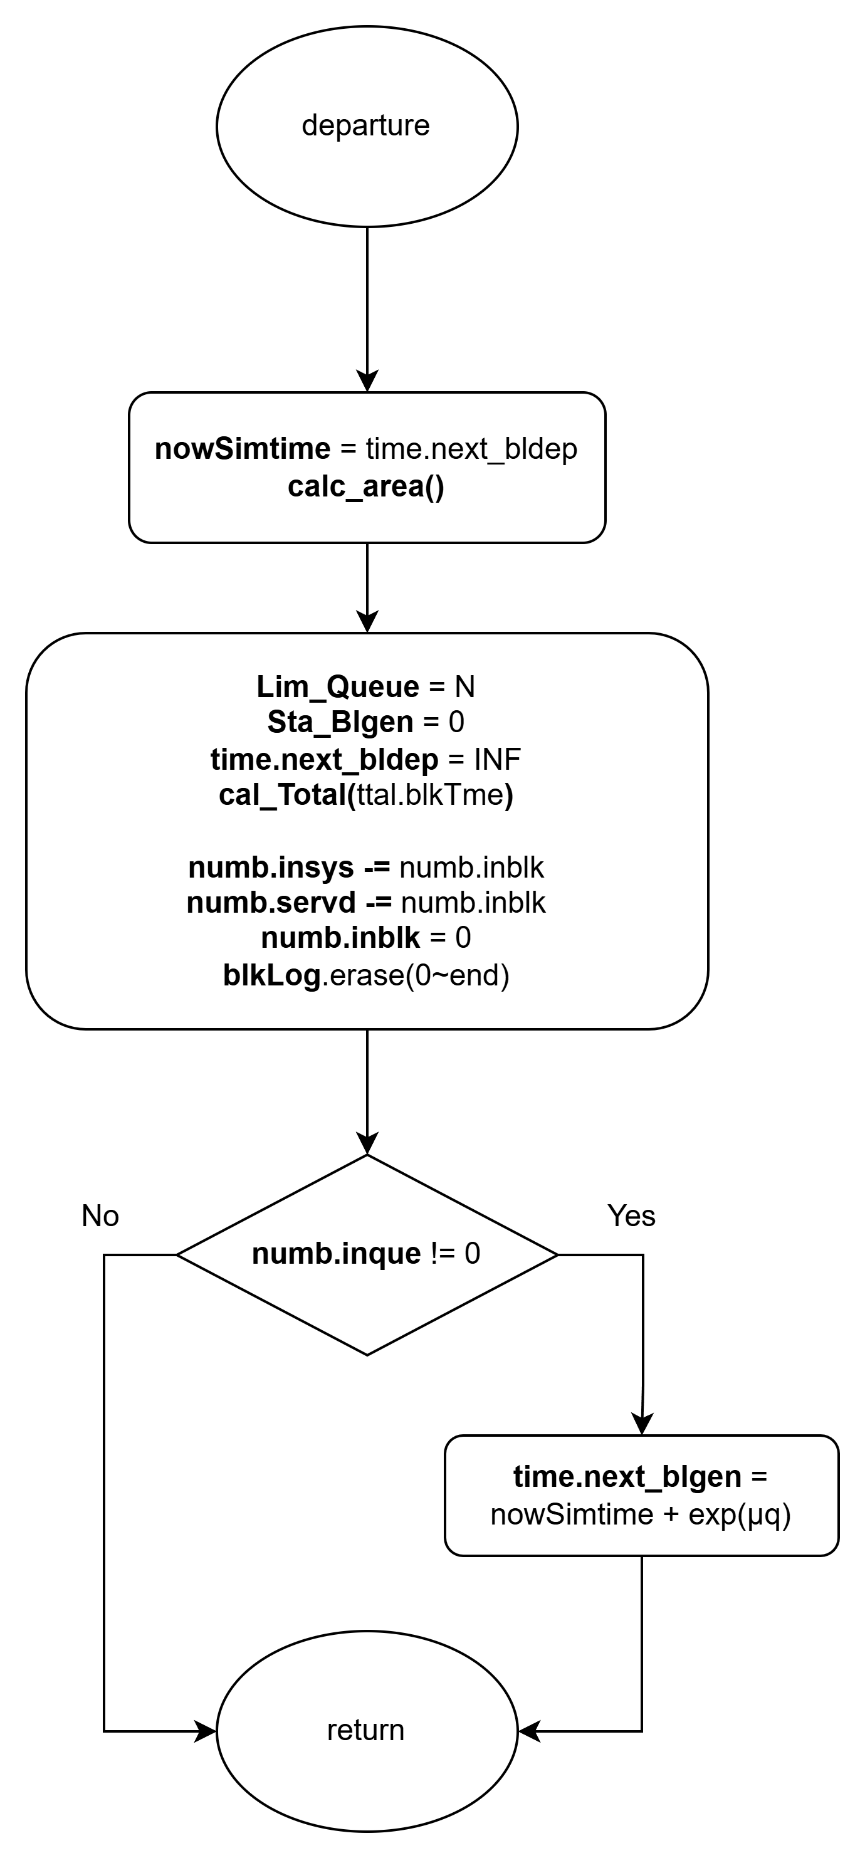 departure
nowSimtime = time.next_bldep
calc_area()
Lim_Queue = N
Sta_Blgen = 0
time.next_bldep = INF
cal_Total(ttal.blkTme)
numb.insys -= numb.inblk
numb.servd -= numb.inblk
numb.inblk = 0
blkLog.erase(0~end)
No
Yes
numb.inque != 0
time.next_blgen =
nowSimtime + exp(μq)
return